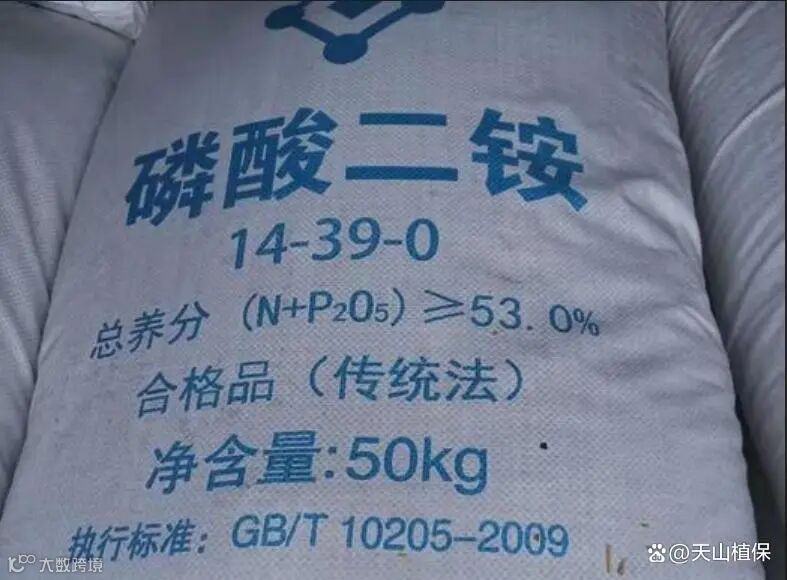 磷酸二铵
14-39-0
总养分（N+P2O5）≥53.0%
合格品（传统法）
净含量:50kg
执行标准：GB/T 10205-2009
大数跨境
天山植保